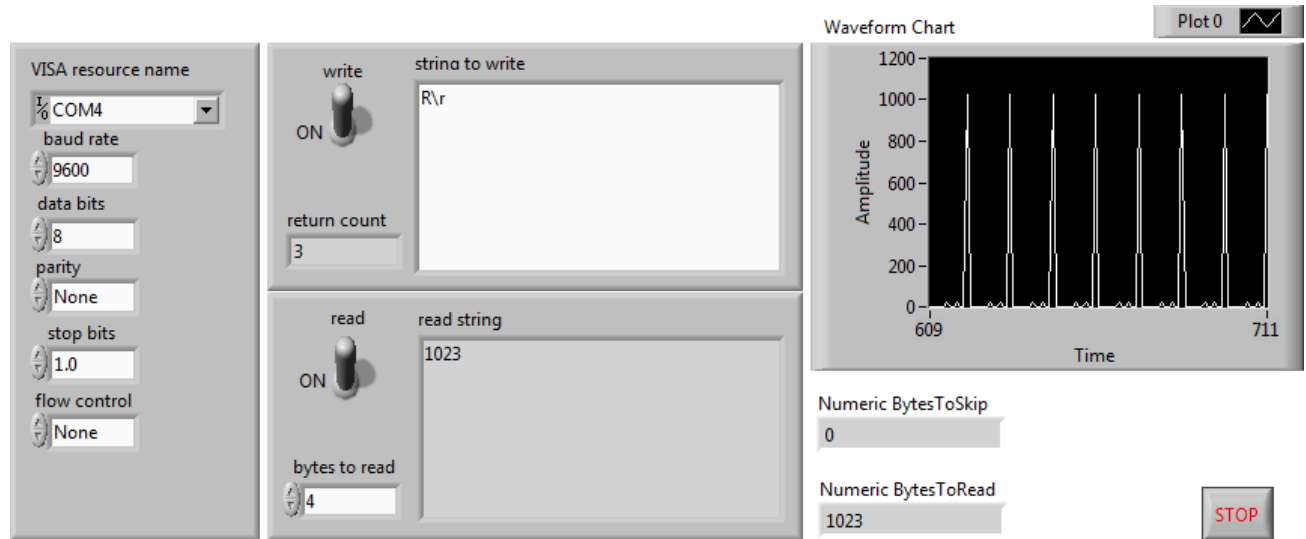 VISA resource name
I/O COM4
baud rate
9600
data bits
8
parity
None
stop bits
1.0
flow control
None
write
ON
return count
3
string to write
R\r
read
ON
bytes to read
4
read string
1023
Waveform Chart
Plot 0
1200
1000
800
600
400
200
0
Amplitude
609
711
Time
Numeric BytesToSkip
0
Numeric BytesToRead
1023
STOP